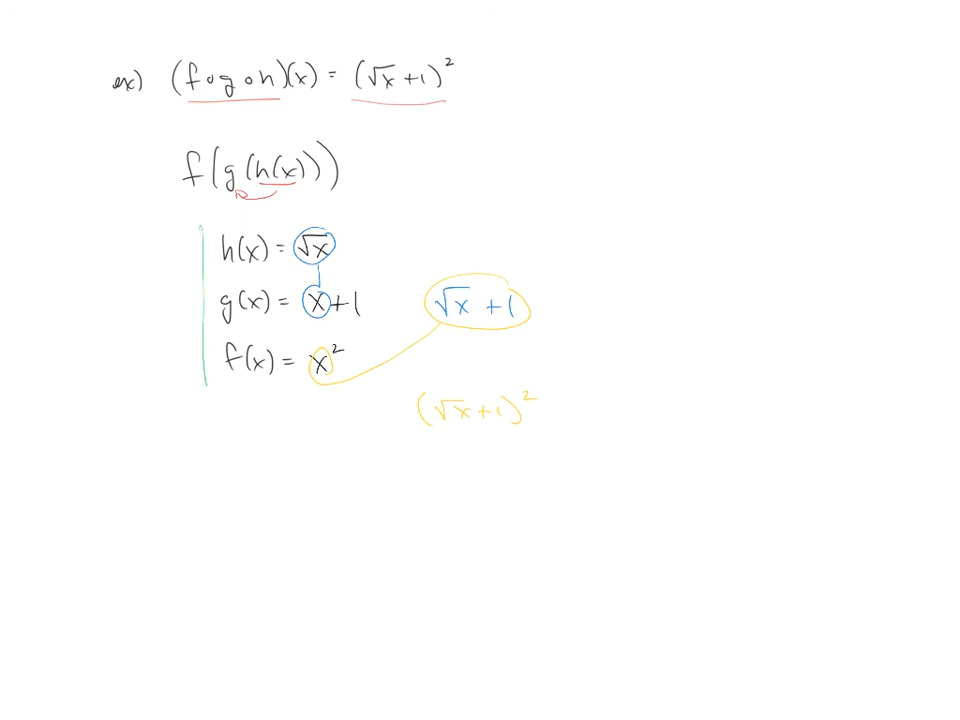 ex) (f∘g∘h)(x) = (√x +1)²
f(g(h(x)))
h(x) = √x
g(x) = x+1
√x +1
f(x) = x²
(√x+1)²